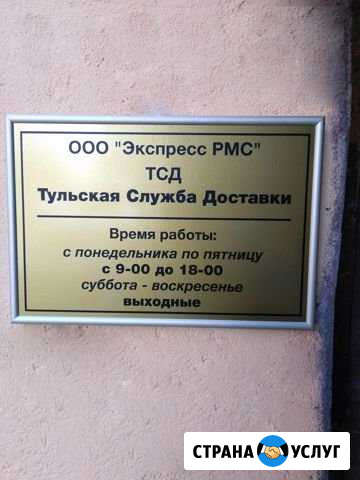 ООО "Экспресс РМС"
ТСД
Тульская Служба Доставки
Время работы:
с понедельника по пятницу
с 9-00 до 18-00
суббота - воскресенье
выходные
СТРАНА УСЛУГ